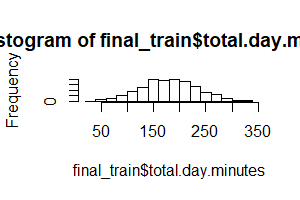 stogram of final_train$total.day.m
Frequency
0
50 150 250 350
final_train$total.day.minutes